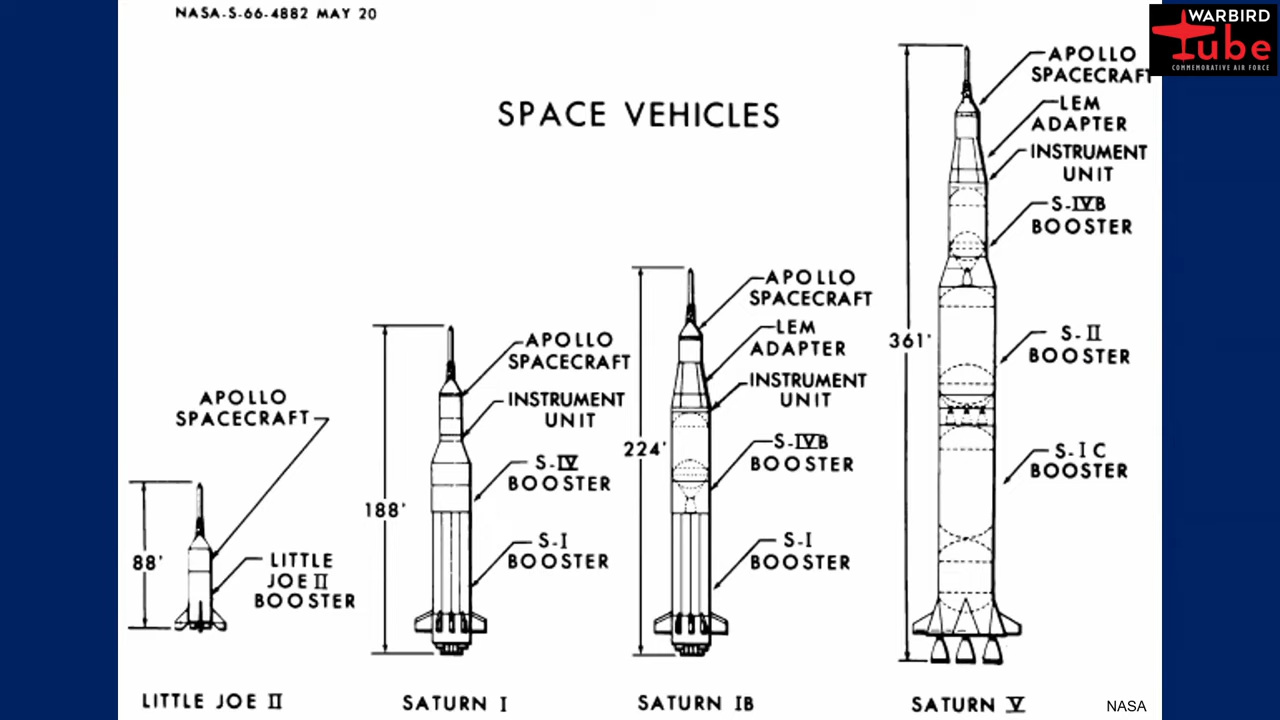 NASA-S-66-4882 MAY 20
WARBIRD
Tube
COMMEMORATIVE AIR FORCE
SPACE VEHICLES
APOLLO
SPACECRAFT
88'
LITTLE
JOE II
BOOSTER
LITTLE JOE II
APOLLO
SPACECRAFT
INSTRUMENT
UNIT
S-IV
BOOSTER
188'
S-I
BOOSTER
SATURN I
APOLLO
SPACECRAFT
LEM
ADAPTER
INSTRUMENT
UNIT
224'
S-IVB
BOOSTER
S-I
BOOSTER
SATURN IB
APOLLO
SPACECRAFT
LEM
ADAPTER
INSTRUMENT
UNIT
S-IVB
BOOSTER
361'
S-II
BOOSTER
S-IC
BOOSTER
SATURN V
NASA